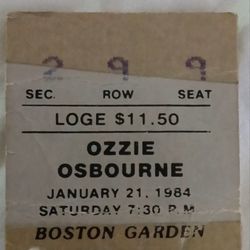 2 9 9
SEC. ROW SEAT
LOGE $11.50
OZZIE
OSBOURNE
JANUARY 21, 1984
SATURDAY 7:30 P.M
BOSTON GARDEN